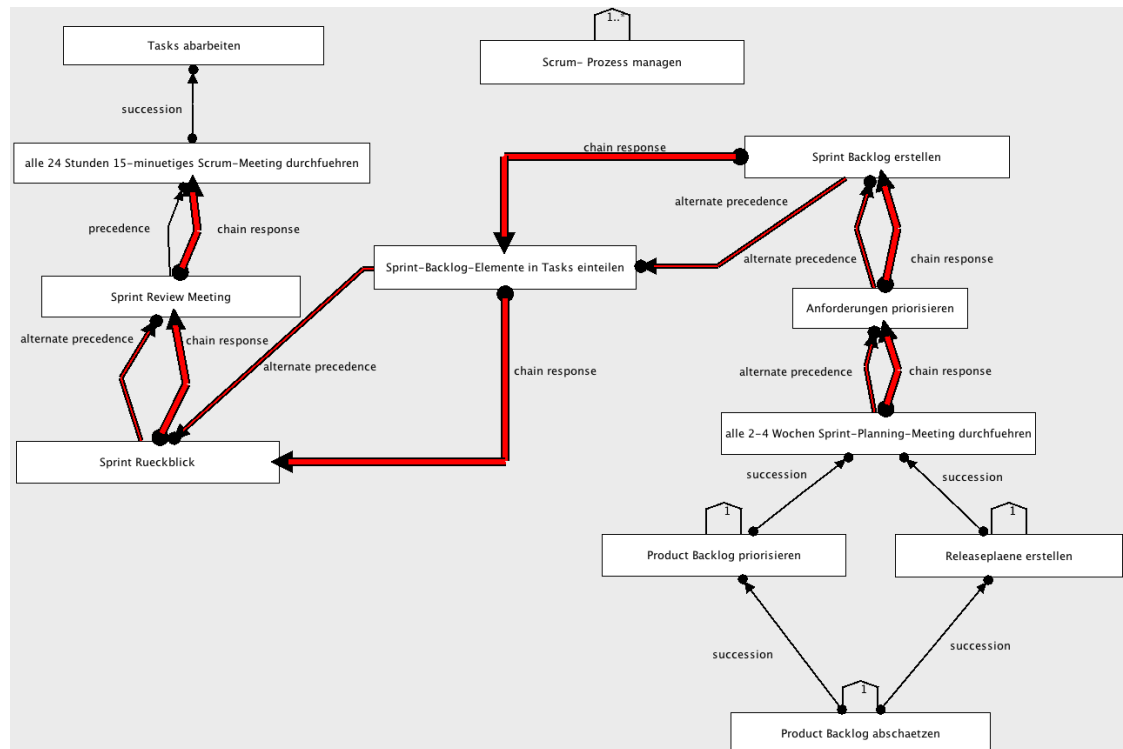 1..*
Tasks abarbeiten
Scrum- Prozess managen
succession
alle 24 Stunden 15-minuetiges Scrum-Meeting durchfuehren
chain response
Sprint Backlog erstellen
alternate precedence
precedence
chain response
Sprint-Backlog-Elemente in Tasks einteilen
alternate precedence
chain response
Sprint Review Meeting
Anforderungen priorisieren
alternate precedence
chain response
alternate precedence
chain response
alternate precedence
chain response
alle 2-4 Wochen Sprint-Planning-Meeting durchfuehren
Sprint Rueckblick
succession
succession
1
1
Product Backlog priorisieren
Releaseplaene erstellen
succession
succession
1
Product Backlog abschaetzen